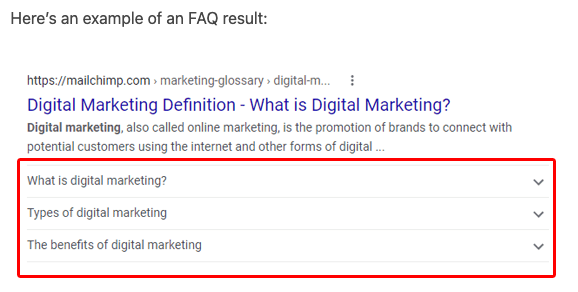 Here's an example of an FAQ result:
https://mailchimp.com › marketing-glossary › digital-m...
Digital Marketing Definition - What is Digital Marketing?
Digital marketing, also called online marketing, is the promotion of brands to connect with
potential customers using the internet and other forms of digital ...
What is digital marketing?
Types of digital marketing
The benefits of digital marketing